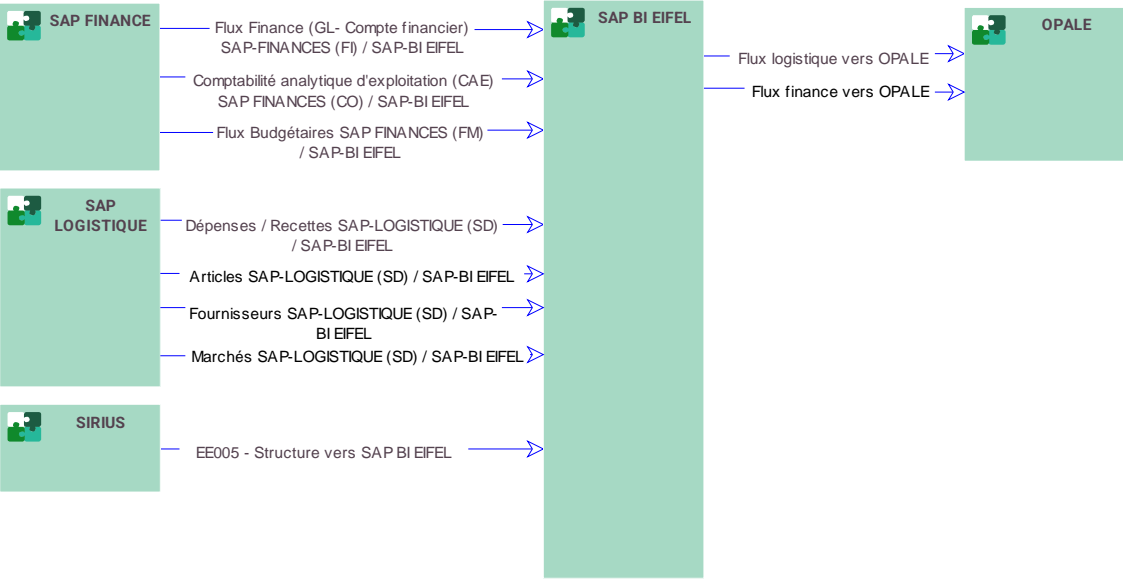 SAP FINANCE
Flux Finance (GL- Compte financier)
SAP-FINANCES (FI) / SAP-BI EIFEL
Comptabilité analytique d'exploitation (CAE)
SAP FINANCES (CO) / SAP-BI EIFEL
Flux Budgétaires SAP FINANCES (FM)
/ SAP-BI EIFEL
SAP
LOGISTIQUE
Dépenses / Recettes SAP-LOGISTIQUE (SD)
/ SAP-BI EIFEL
Articles SAP-LOGISTIQUE (SD) / SAP-BI EIFEL
Fournisseurs SAP-LOGISTIQUE (SD) / SAP-
BI EIFEL
Marchés SAP-LOGISTIQUE (SD) / SAP-BI EIFEL
SIRIUS
EE005 - Structure vers SAP BI EIFEL
SAP BI EIFEL
Flux logistique vers OPALE
Flux finance vers OPALE
OPALE